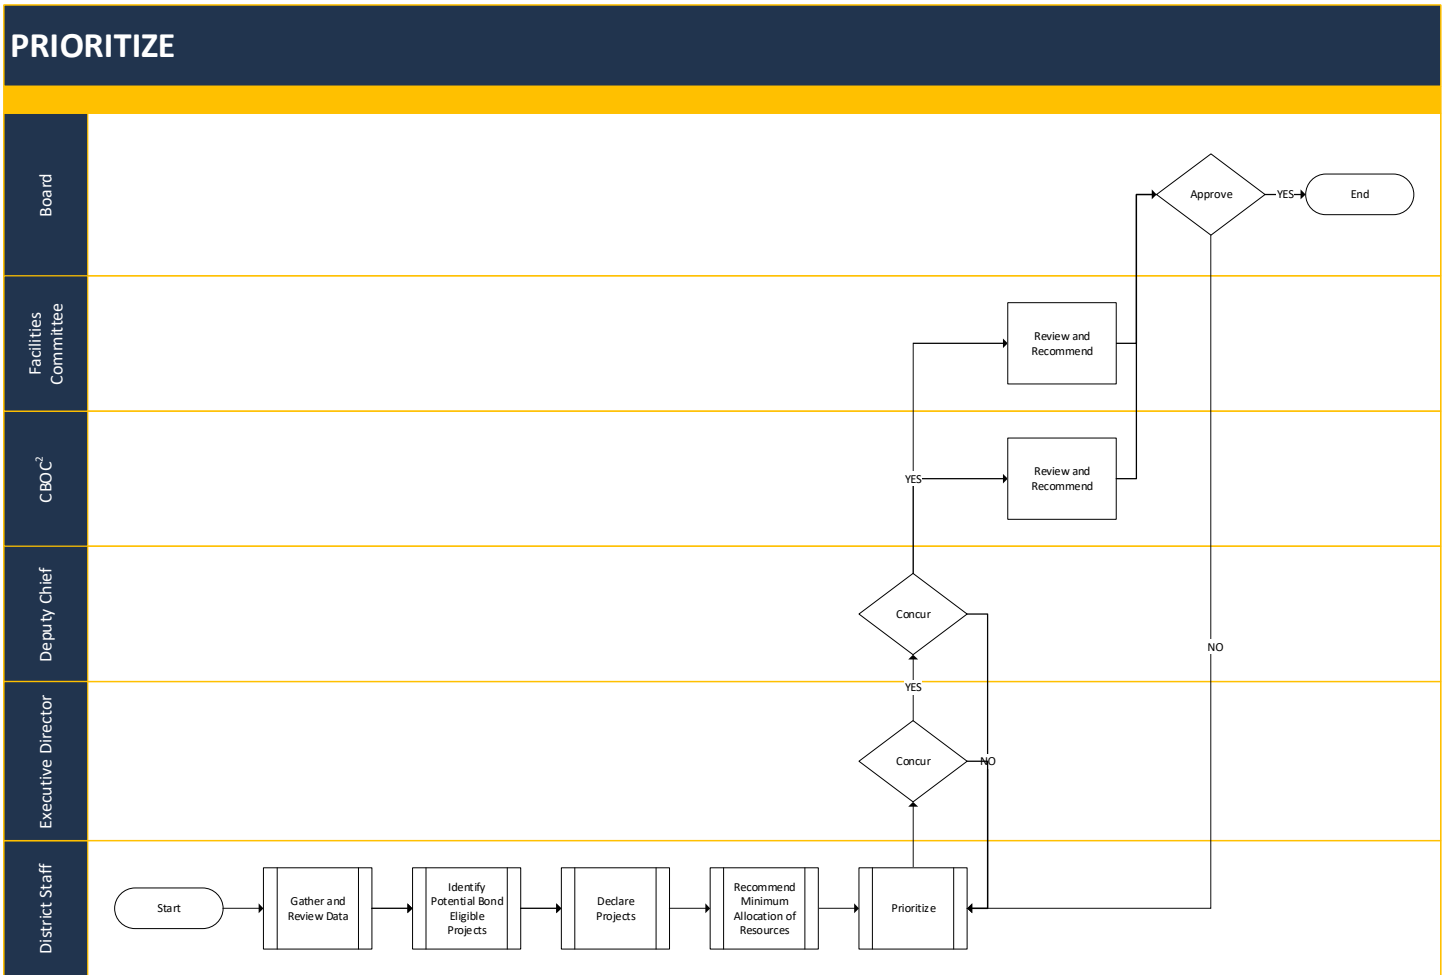 PRIORITIZE
Board
Approve
YES
End
Facilities
Committee
Review and
Recommend
CBOC²
YES
Review and
Recommend
Deputy Chief
Concur
NO
YES
Executive Director
Concur
NO
District Staff
Start
Gather and
Review Data
Identify
Potential Bond
Eligible
Projects
Declare
Projects
Recommend
Minimum
Allocation of
Resources
Prioritize